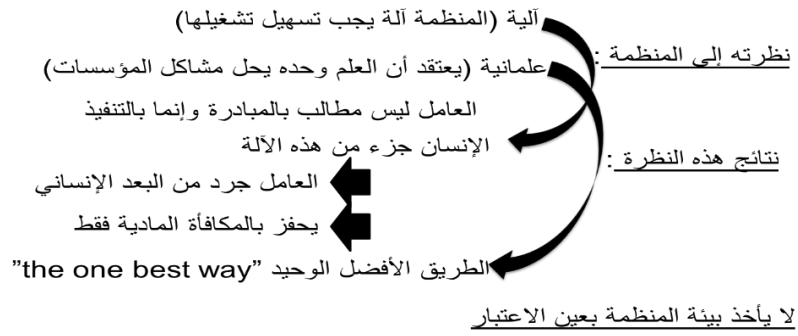 آلية (المنظمة آلة يجب تسهيل تشغيلها)
نظرته إلى المنظمة :
علمانية (يعتقد أن العلم وحده يحل مشاكل المؤسسات)
العامل ليس مطالب بالمبادرة وإنما بالتنفيذ
الإنسان جزء من هذه الآلة
نتائج هذه النظرة :
العامل جرد من البعد الإنساني
يحفز بالمكافأة المادية فقط
الطريق الأفضل الوحيد "the one best way"
لا يأخذ بيئة المنظمة بعين الاعتبار